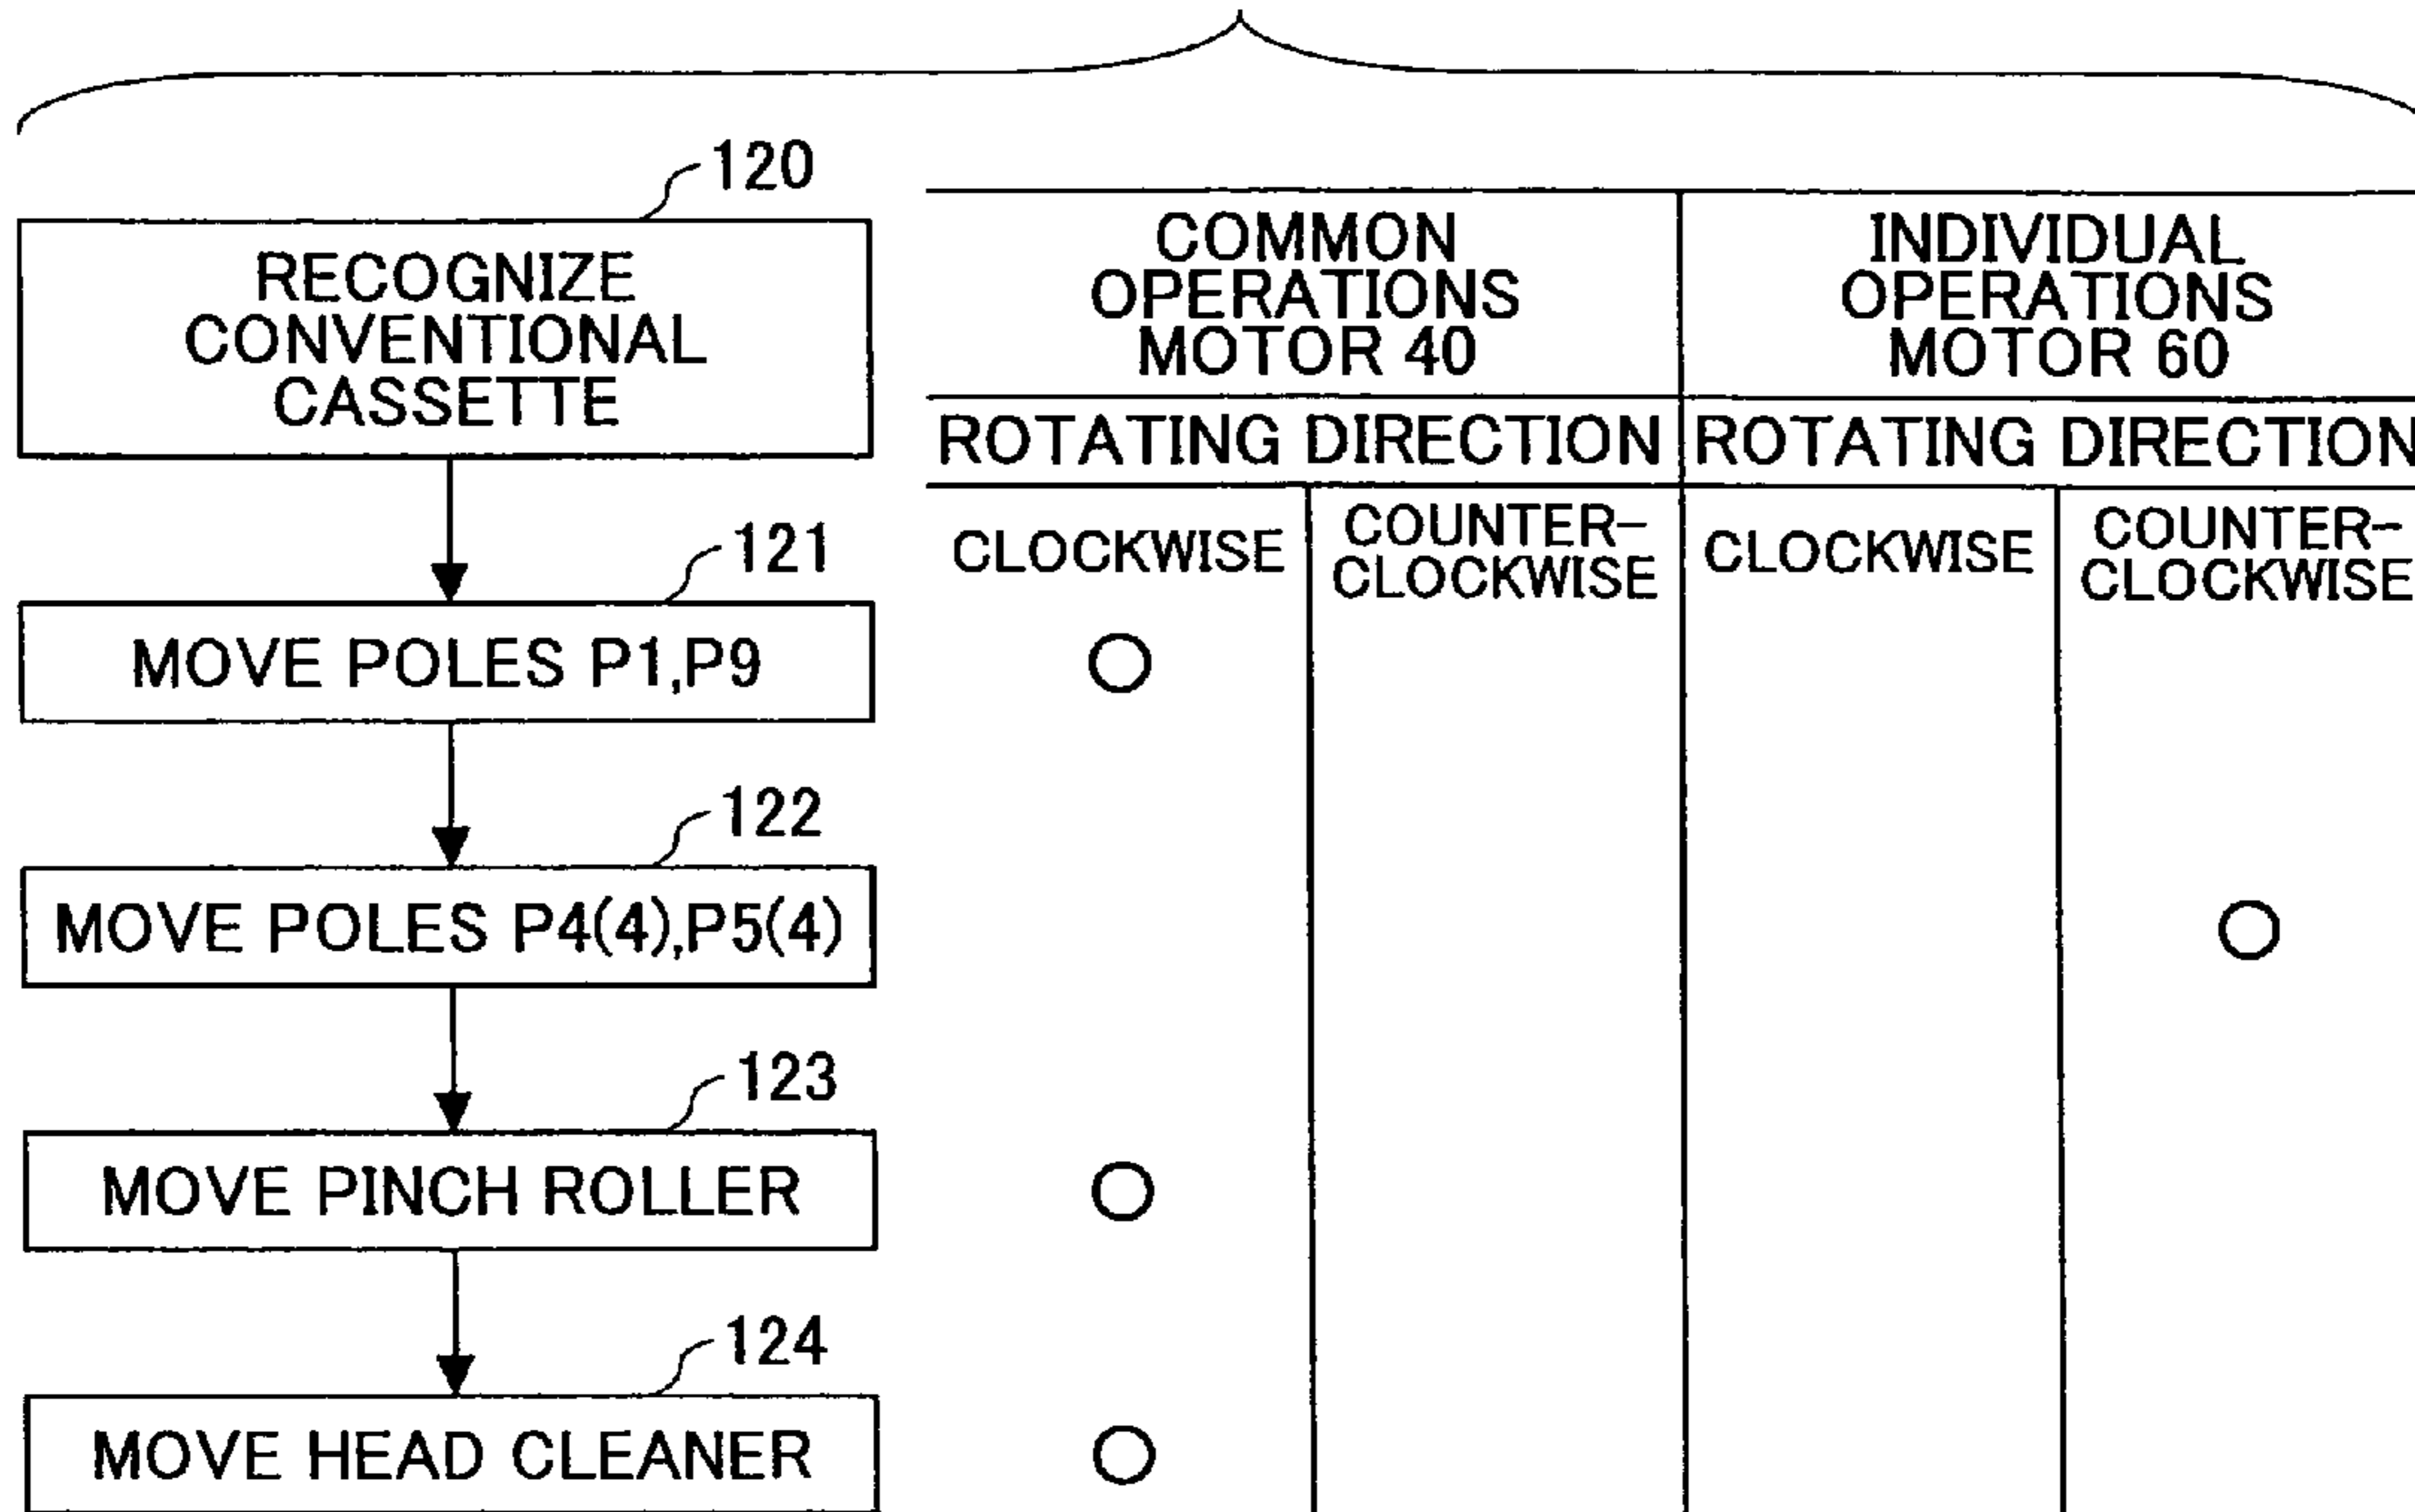 120
RECOGNIZE
CONVENTIONAL
CASSETTE
COMMON
OPERATIONS
MOTOR 40
INDIVIDUAL
OPERATIONS
MOTOR 60
ROTATING DIRECTION
ROTATING DIRECTION
CLOCKWISE
COUNTER-
CLOCKWISE
CLOCKWISE
COUNTER-
CLOCKWISE
121
MOVE POLES P1,P9
122
MOVE POLES P4(4),P5(4)
123
MOVE PINCH ROLLER
124
MOVE HEAD CLEANER